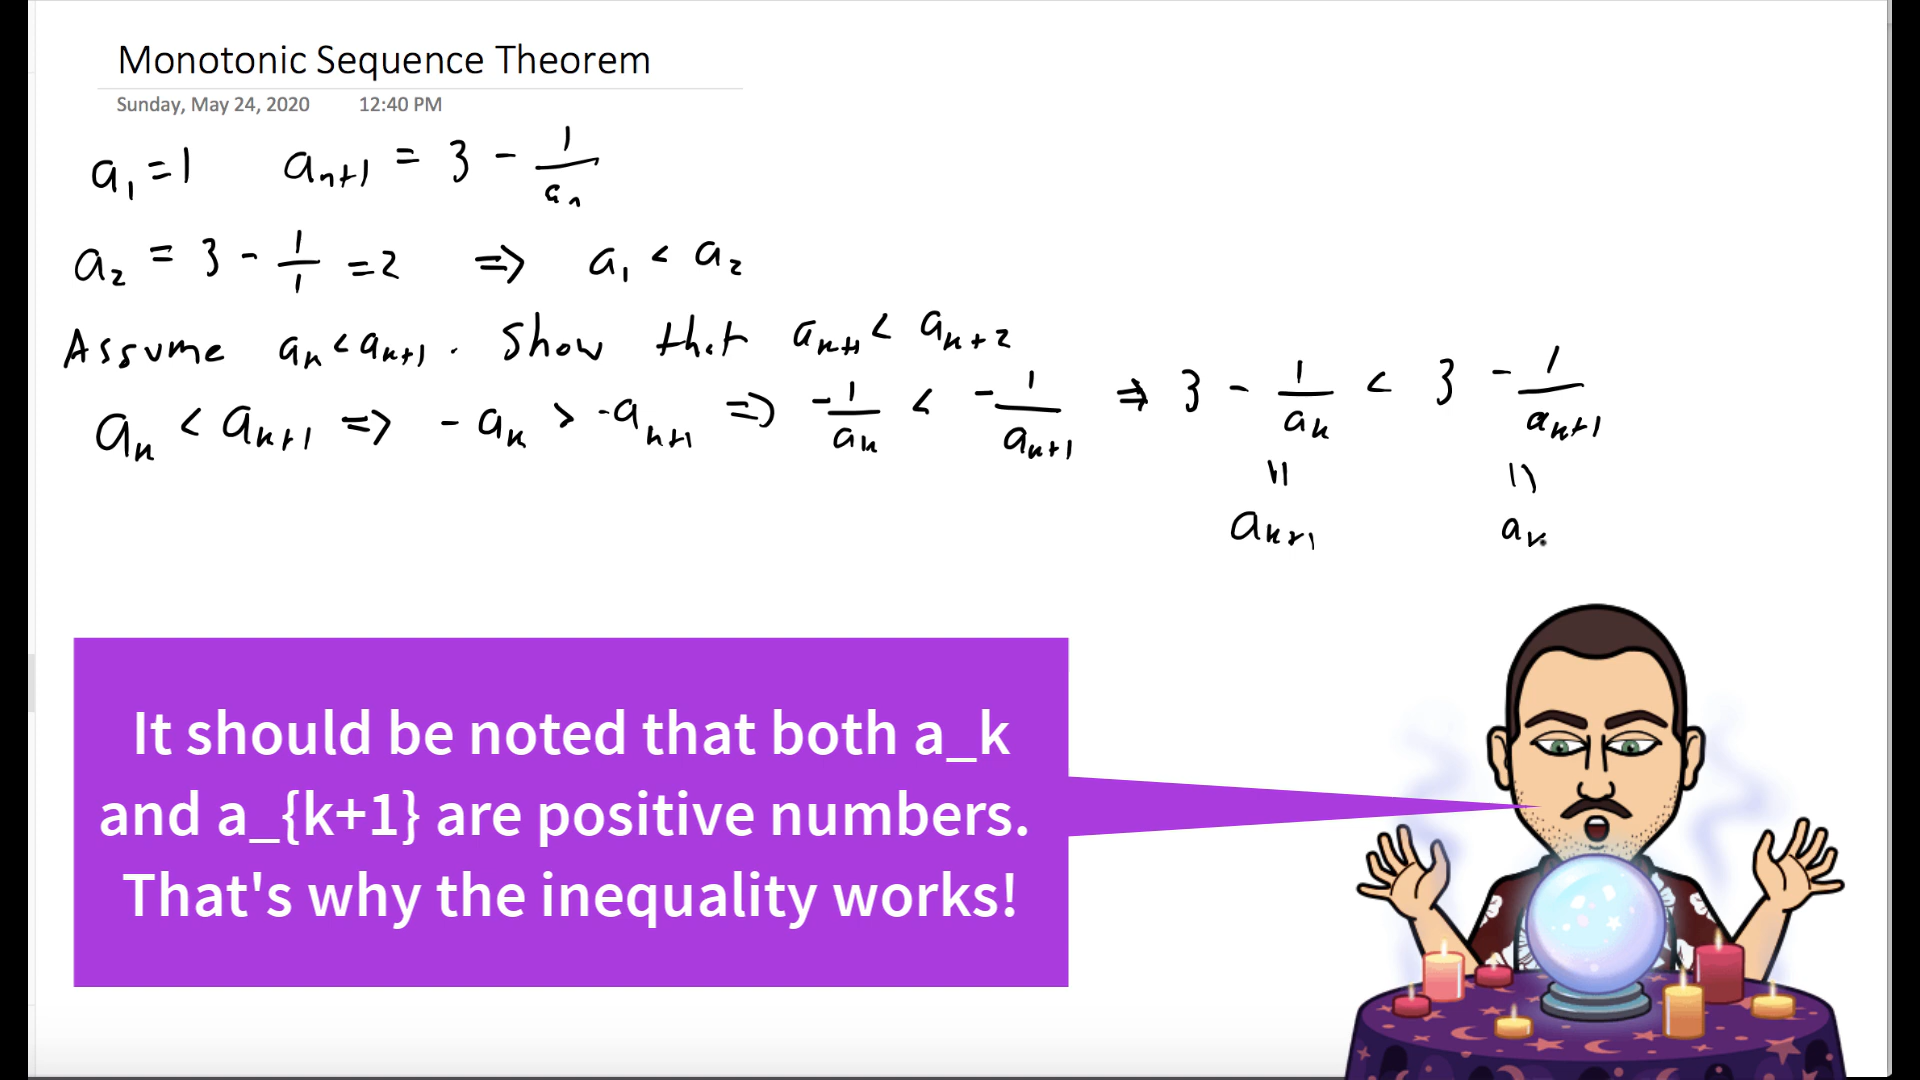 Monotonic Sequence Theorem
Sunday, May 24, 2020 12:40 PM
a₁ = 1 aₙ₊₁ = 3 - 1/aₙ
a₂ = 3 - 1/1 = 2 ⇒ a₁ < a₂
Assume aₖ < aₖ₊₁. Show that aₖ₊₁ < aₖ₊₂
aₖ < aₖ₊₁ ⇒ -aₖ > -aₖ₊₁ ⇒ -1/aₖ < -1/aₖ₊₁ ⇒ 3 - 1/aₖ < 3 - 1/aₖ₊₁
|| ||
aₖ₊₁ aₖ
It should be noted that both a_k
and a_{k+1} are positive numbers.
That's why the inequality works!